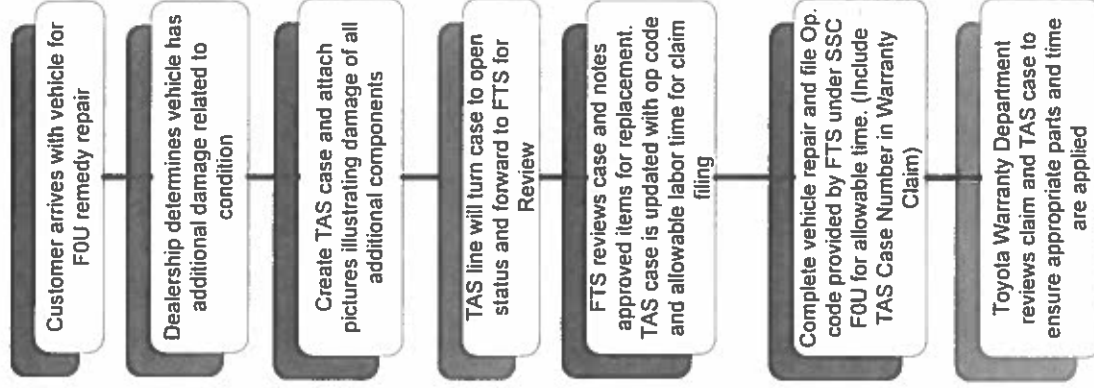 Customer arrives with vehicle for
F0U remedy repair
Dealership determines vehicle has
additional damage related to
condition
Create TAS case and attach
pictures illustrating damage of all
additional components
TAS line will turn case to open
status and forward to FTS for
Review
FTS reviews case and notes
approved items for replacement.
TAS case is updated with op code
and allowable labor time for claim
filing
Complete vehicle repair and file Op.
code provided by FTS under SSC
F0U for allowable time. (Include
TAS Case Number in Warranty
Claim)
Toyota Warranty Department
reviews claim and TAS case to
ensure appropriate parts and time
are applied